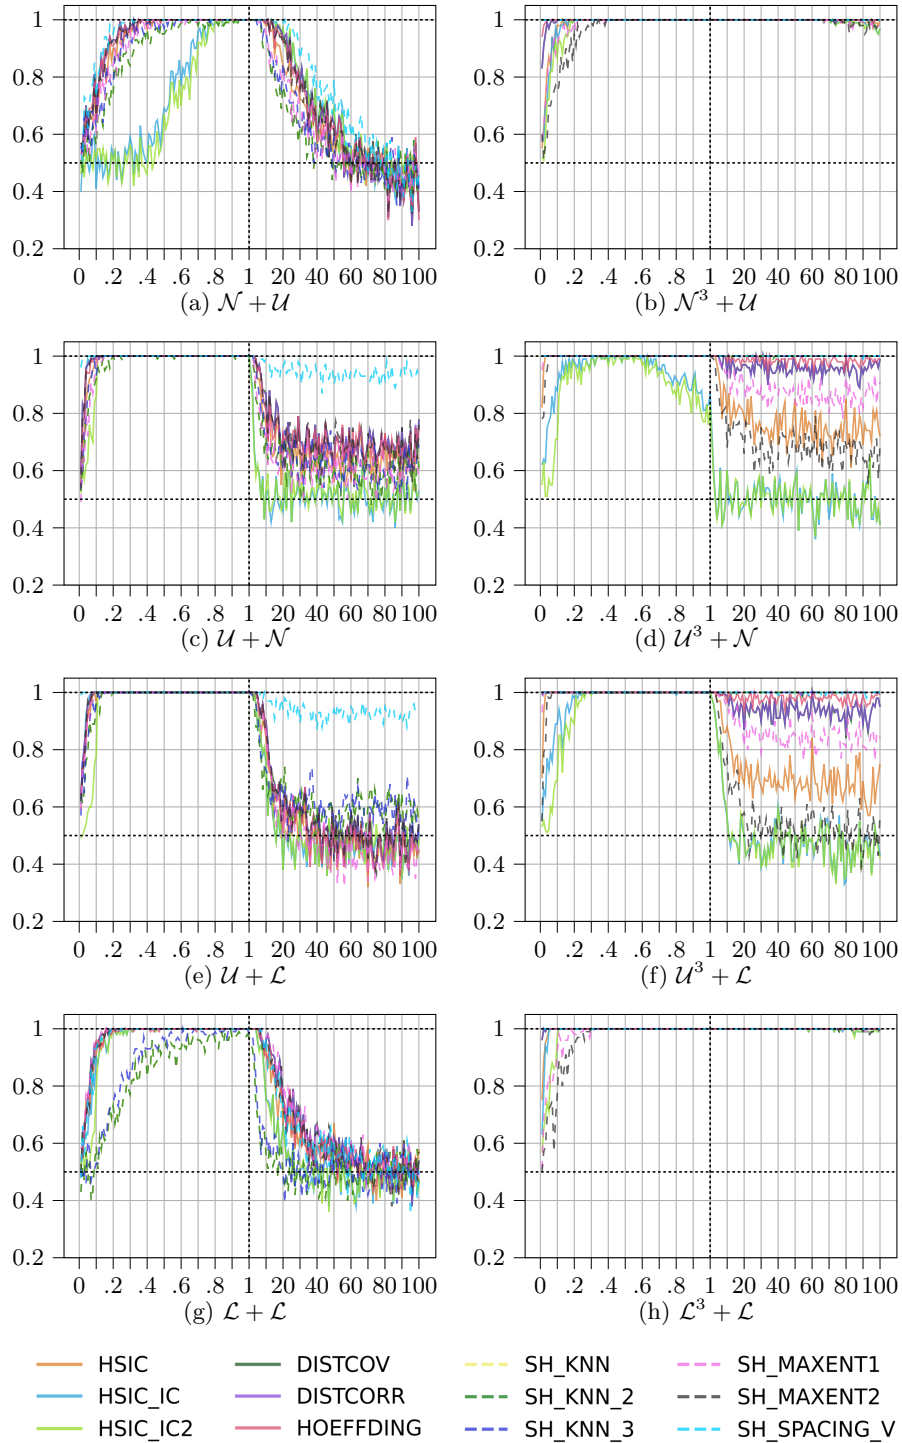 1
0.8
0.6
0.4
0.2
0 .2 .4 .6 .8 1 20 40 60 80 100
(a) 𝒩 + 𝒰
1
0.8
0.6
0.4
0.2
0 .2 .4 .6 .8 1 20 40 60 80 100
(b) 𝒩³ + 𝒰
1
0.8
0.6
0.4
0.2
0 .2 .4 .6 .8 1 20 40 60 80 100
(c) 𝒰 + 𝒩
1
0.8
0.6
0.4
0.2
0 .2 .4 .6 .8 1 20 40 60 80 100
(d) 𝒰³ + 𝒩
1
0.8
0.6
0.4
0.2
0 .2 .4 .6 .8 1 20 40 60 80 100
(e) 𝒰 + ℒ
1
0.8
0.6
0.4
0.2
0 .2 .4 .6 .8 1 20 40 60 80 100
(f) 𝒰³ + ℒ
1
0.8
0.6
0.4
0.2
0 .2 .4 .6 .8 1 20 40 60 80 100
(g) ℒ + ℒ
1
0.8
0.6
0.4
0.2
0 .2 .4 .6 .8 1 20 40 60 80 100
(h) ℒ³ + ℒ
HSIC DISTCOV SH_KNN SH_MAXENT1
HSIC_IC DISTCORR SH_KNN_2 SH_MAXENT2
HSIC_IC2 HOEFFDING SH_KNN_3 SH_SPACING_V